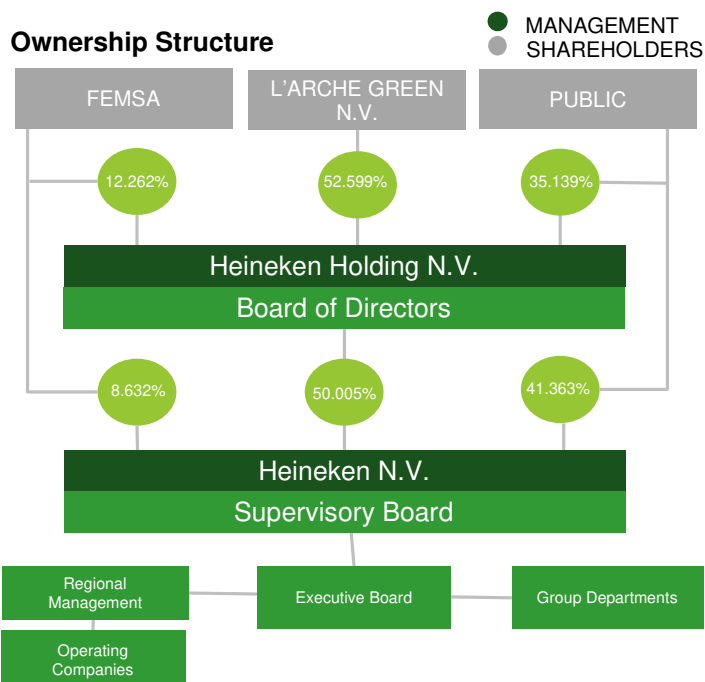 Ownership Structure
MANAGEMENT
SHAREHOLDERS
FEMSA
L'ARCHE GREEN
N.V.
PUBLIC
12.262%
52.599%
35.139%
Heineken Holding N.V.
Board of Directors
8.632%
50.005%
41.363%
Heineken N.V.
Supervisory Board
Regional
Management
Executive Board
Group Departments
Operating
Companies